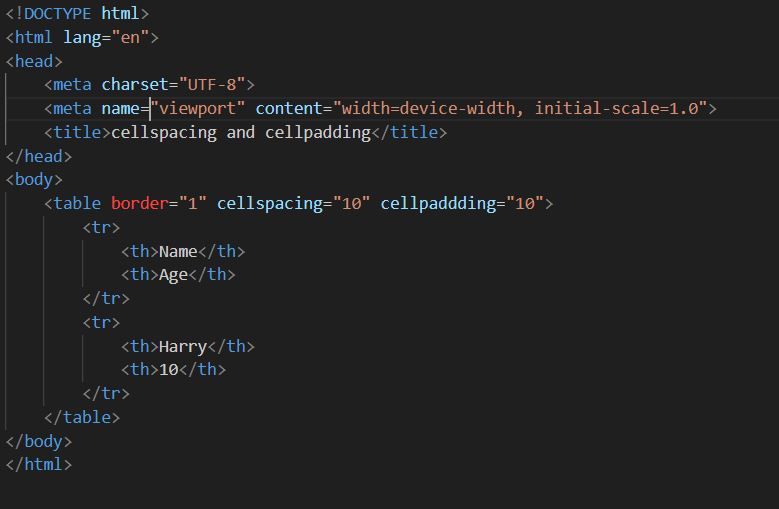 <!DOCTYPE html>
<html lang="en">
<head>
    <meta charset="UTF-8">
    <meta name="viewport" content="width=device-width, initial-scale=1.0">
    <title>cellspacing and cellpadding</title>
</head>
<body>
    <table border="1" cellspacing="10" cellpaddding="10">
        <tr>
            <th>Name</th>
            <th>Age</th>
        </tr>
        <tr>
            <th>Harry</th>
            <th>10</th>
        </tr>
    </table>
</body>
</html>